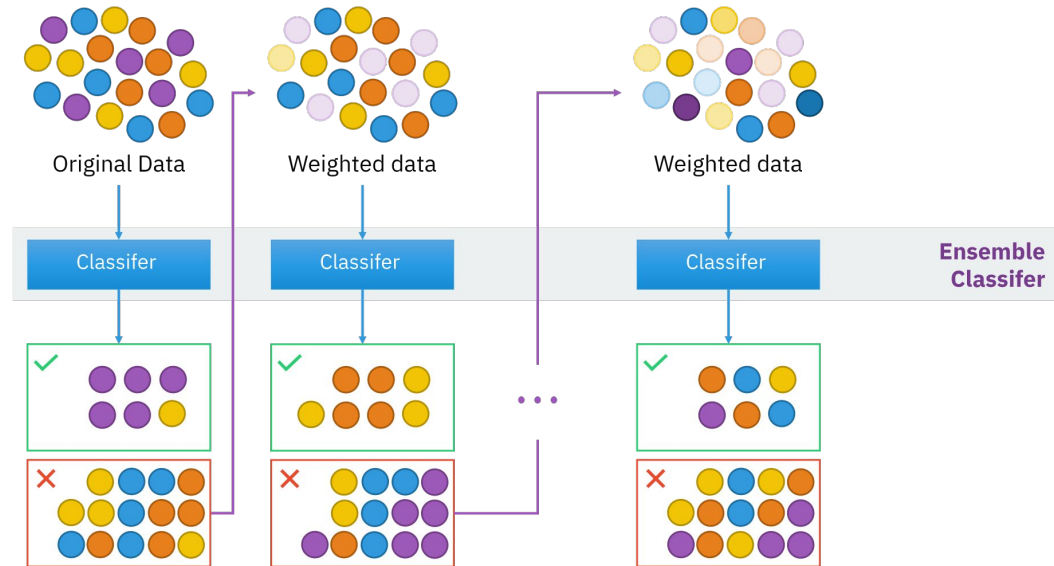 Original Data
Weighted data
Weighted data
Classifer
Classifer
Classifer
Ensemble
Classifer